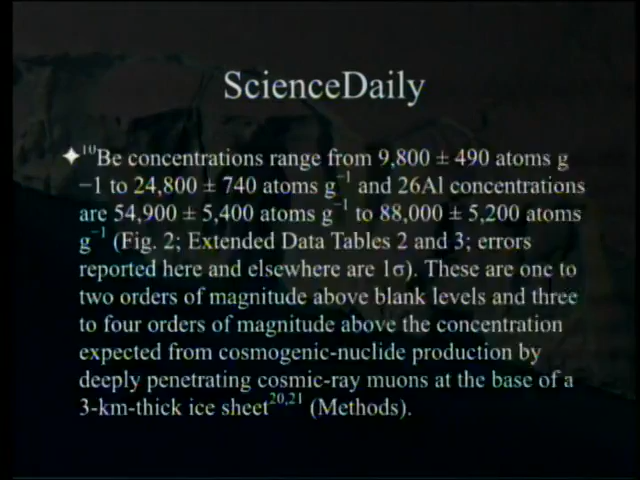 ScienceDaily
✦¹⁰Be concentrations range from 9,800 ± 490 atoms g
−1 to 24,800 ± 740 atoms g⁻¹ and 26Al concentrations
are 54,900 ± 5,400 atoms g⁻¹ to 88,000 ± 5,200 atoms
g⁻¹ (Fig. 2; Extended Data Tables 2 and 3; errors
reported here and elsewhere are 1σ). These are one to
two orders of magnitude above blank levels and three
to four orders of magnitude above the concentration
expected from cosmogenic-nuclide production by
deeply penetrating cosmic-ray muons at the base of a
3-km-thick ice sheet²⁰,²¹ (Methods).